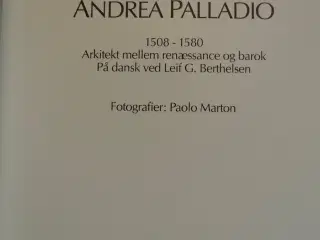 ANDREA PALLADIO
1508 - 1580
Arkitekt mellem renæssance og barok
På dansk ved Leif G. Berthelsen
Fotografier: Paolo Marton